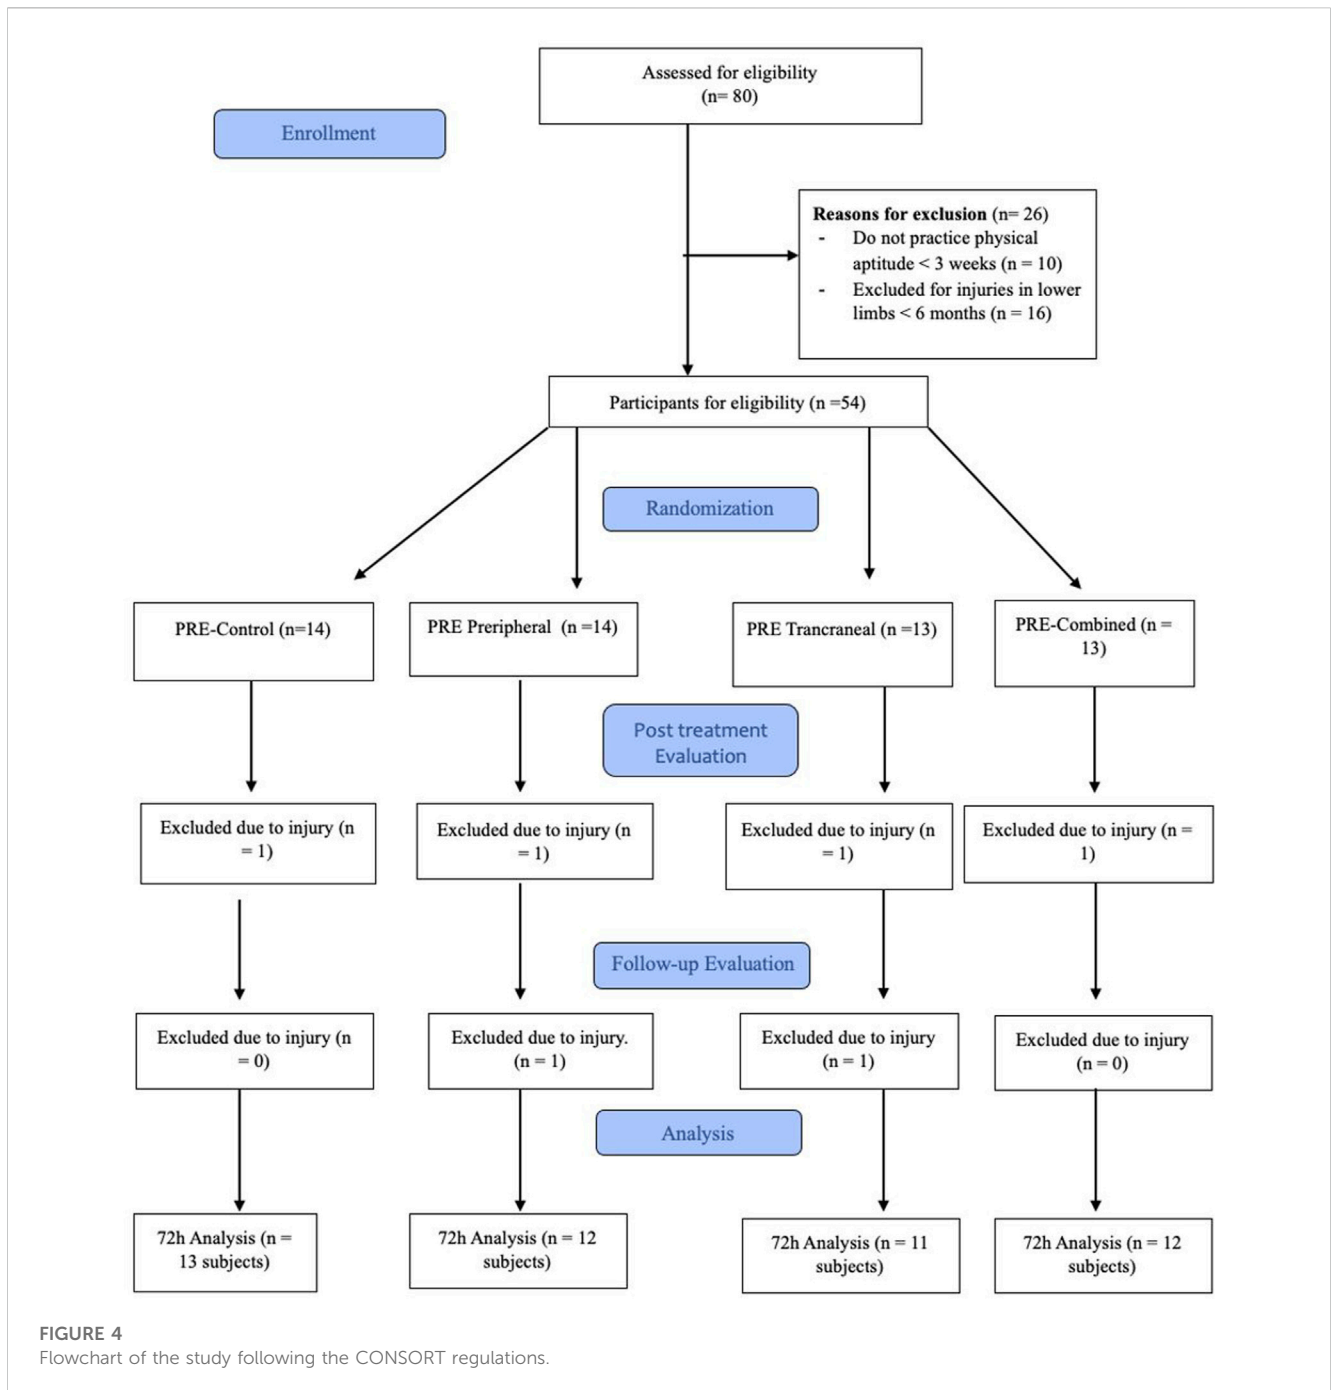 Assessed for eligibility
(n= 80)
Enrollment
Reasons for exclusion (n= 26)
- Do not practice physical
aptitude < 3 weeks (n = 10)
- Excluded for injuries in lower
limbs < 6 months (n = 16)
Participants for eligibility (n =54)
Randomization
PRE-Control (n=14)
PRE Preripheral (n =14)
PRE Trancraneal (n =13)
PRE-Combined (n =
13)
Post treatment
Evaluation
Excluded due to injury (n
= 1)
Excluded due to injury (n
= 1)
Excluded due to injury (n
= 1)
Excluded due to injury (n =
1)
Follow-up Evaluation
Excluded due to injury (n
= 0)
Excluded due to injury.
(n = 1)
Excluded due to injury
(n = 1)
Excluded due to injury
(n = 0)
Analysis
72h Analysis (n =
13 subjects)
72h Analysis (n = 12
subjects)
72h Analysis (n = 11
subjects)
72h Analysis (n = 12
subjects)
FIGURE 4
Flowchart of the study following the CONSORT regulations.